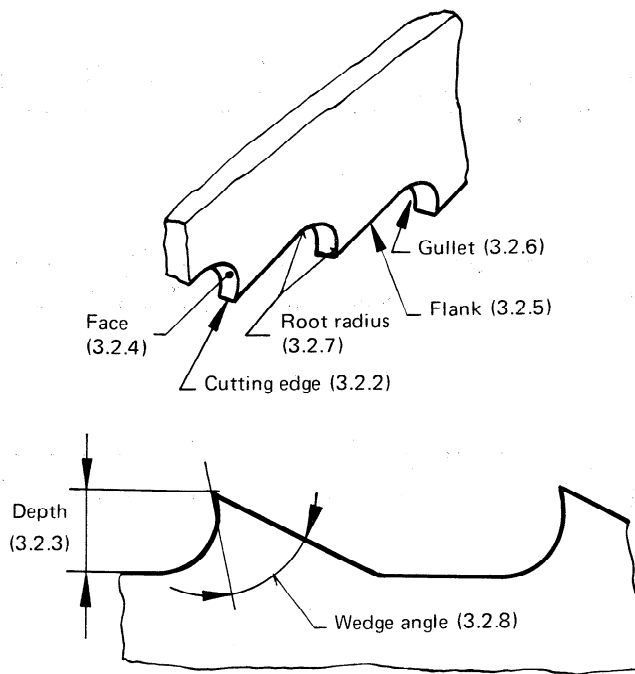 Gullet (3.2.6)
Flank (3.2.5)
Face
(3.2.4)
Root radius
(3.2.7)
Cutting edge (3.2.2)
Depth
(3.2.3)
Wedge angle (3.2.8)